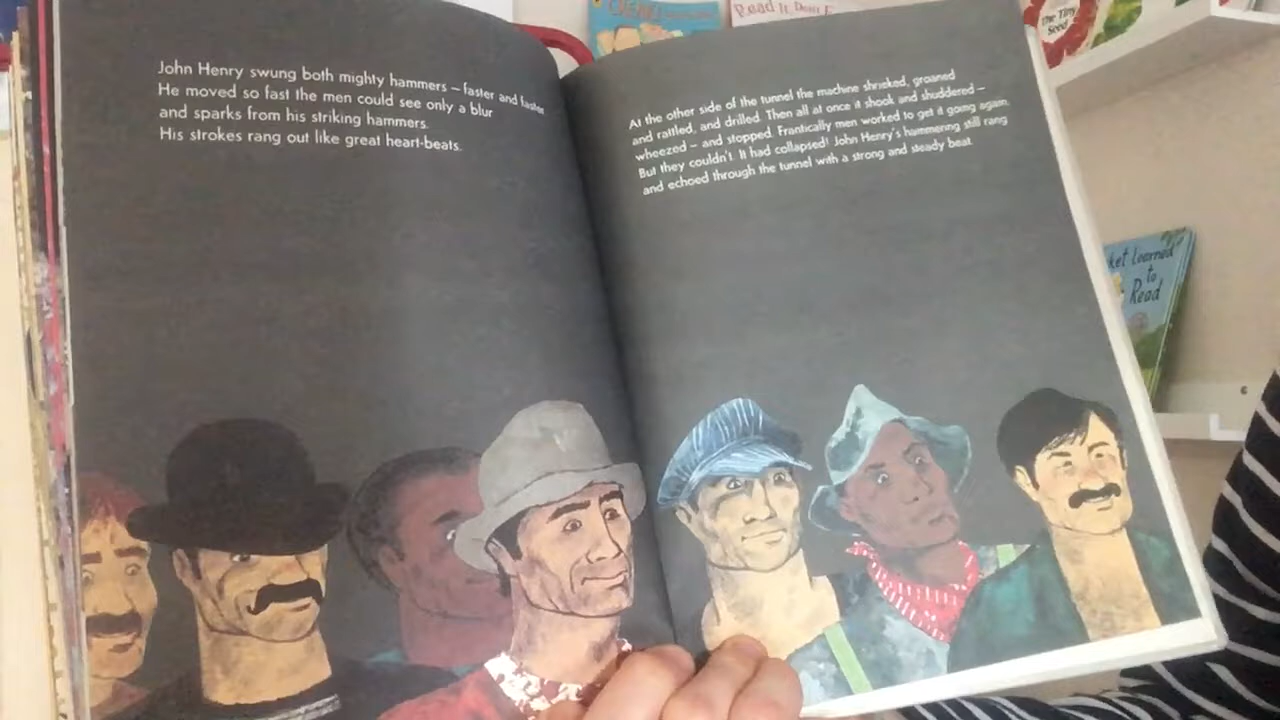 Read It, Don't
the Tiny
Seed
John Henry swung both mighty hammers – faster and faster
He moved so fast the men could see only a blur
and sparks from his striking hammers.
His strokes rang out like great heart-beats.
At the other side of the tunnel the machine shrieked, groaned
and rattled, and drilled. Then all at once it shook and shuddered –
wheezed – and stopped. Frantically men worked to get it going again.
But they couldn't. It had collapsed! John Henry's hammering still rang
and echoed through the tunnel with a strong and steady beat.
ket Learned
to
Read